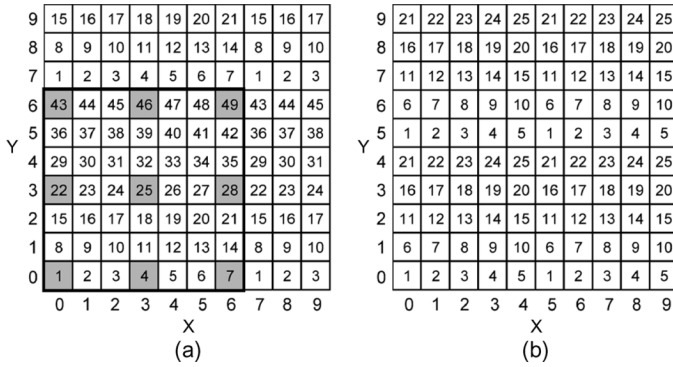 9 15 16 17 18 19 20 21 15 16 17
8 8 9 10 11 12 13 14 8 9 10
7 1 2 3 4 5 6 7 1 2 3
6 43 44 45 46 47 48 49 43 44 45
5 36 37 38 39 40 41 42 36 37 38
Y
4 29 30 31 32 33 34 35 29 30 31
3 22 23 24 25 26 27 28 22 23 24
2 15 16 17 18 19 20 21 15 16 17
1 8 9 10 11 12 13 14 8 9 10
0 1 2 3 4 5 6 7 1 2 3
0 1 2 3 4 5 6 7 8 9
X
(a)
9 21 22 23 24 25 21 22 23 24 25
8 16 17 18 19 20 16 17 18 19 20
7 11 12 13 14 15 11 12 13 14 15
6 6 7 8 9 10 6 7 8 9 10
5 1 2 3 4 5 1 2 3 4 5
Y
4 21 22 23 24 25 21 22 23 24 25
3 16 17 18 19 20 16 17 18 19 20
2 11 12 13 14 15 11 12 13 14 15
1 6 7 8 9 10 6 7 8 9 10
0 1 2 3 4 5 1 2 3 4 5
0 1 2 3 4 5 6 7 8 9
X
(b)